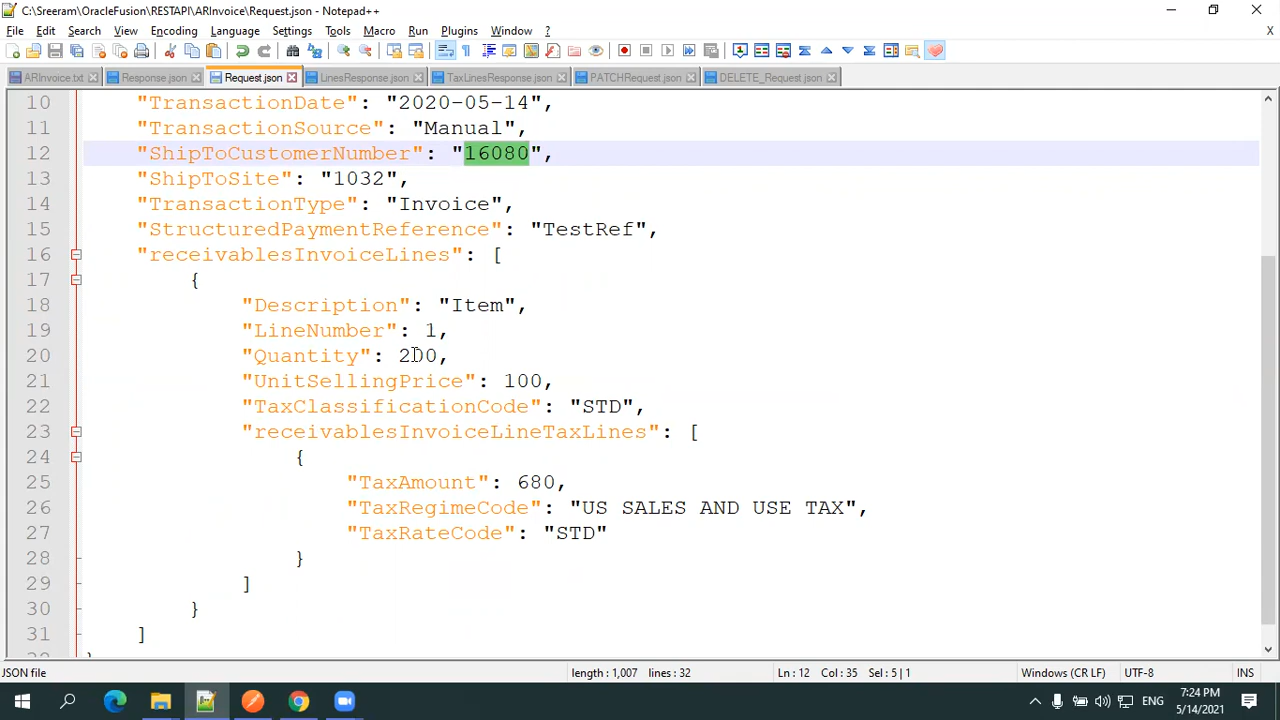 C:\Sreeram\OracleFusion\RESTAPI\ARInvoice\Request.json - Notepad++
File Edit Search View Encoding Language Settings Tools Macro Run Plugins Window ? X
ARInvoice.txt Response.json Request.json LinesResponse.json TaxLinesResponse.json PATCHRequest.json DELETE_Request.json
10 "TransactionDate": "2020-05-14",
11 "TransactionSource": "Manual",
12 "ShipToCustomerNumber": "16080",
13 "ShipToSite": "1032",
14 "TransactionType": "Invoice",
15 "StructuredPaymentReference": "TestRef",
16 "receivablesInvoiceLines": [
17 {
18 "Description": "Item",
19 "LineNumber": 1,
20 "Quantity": 200,
21 "UnitSellingPrice": 100,
22 "TaxClassificationCode": "STD",
23 "receivablesInvoiceLineTaxLines": [
24 {
25 "TaxAmount": 680,
26 "TaxRegimeCode": "US SALES AND USE TAX",
27 "TaxRateCode": "STD"
28 }
29 ]
30 }
31 ]
JSON file length : 1,007 lines : 32 Ln : 12 Col : 35 Sel : 5 | 1 Windows (CR LF) UTF-8 INS
ENG 7:24 PM
5/14/2021